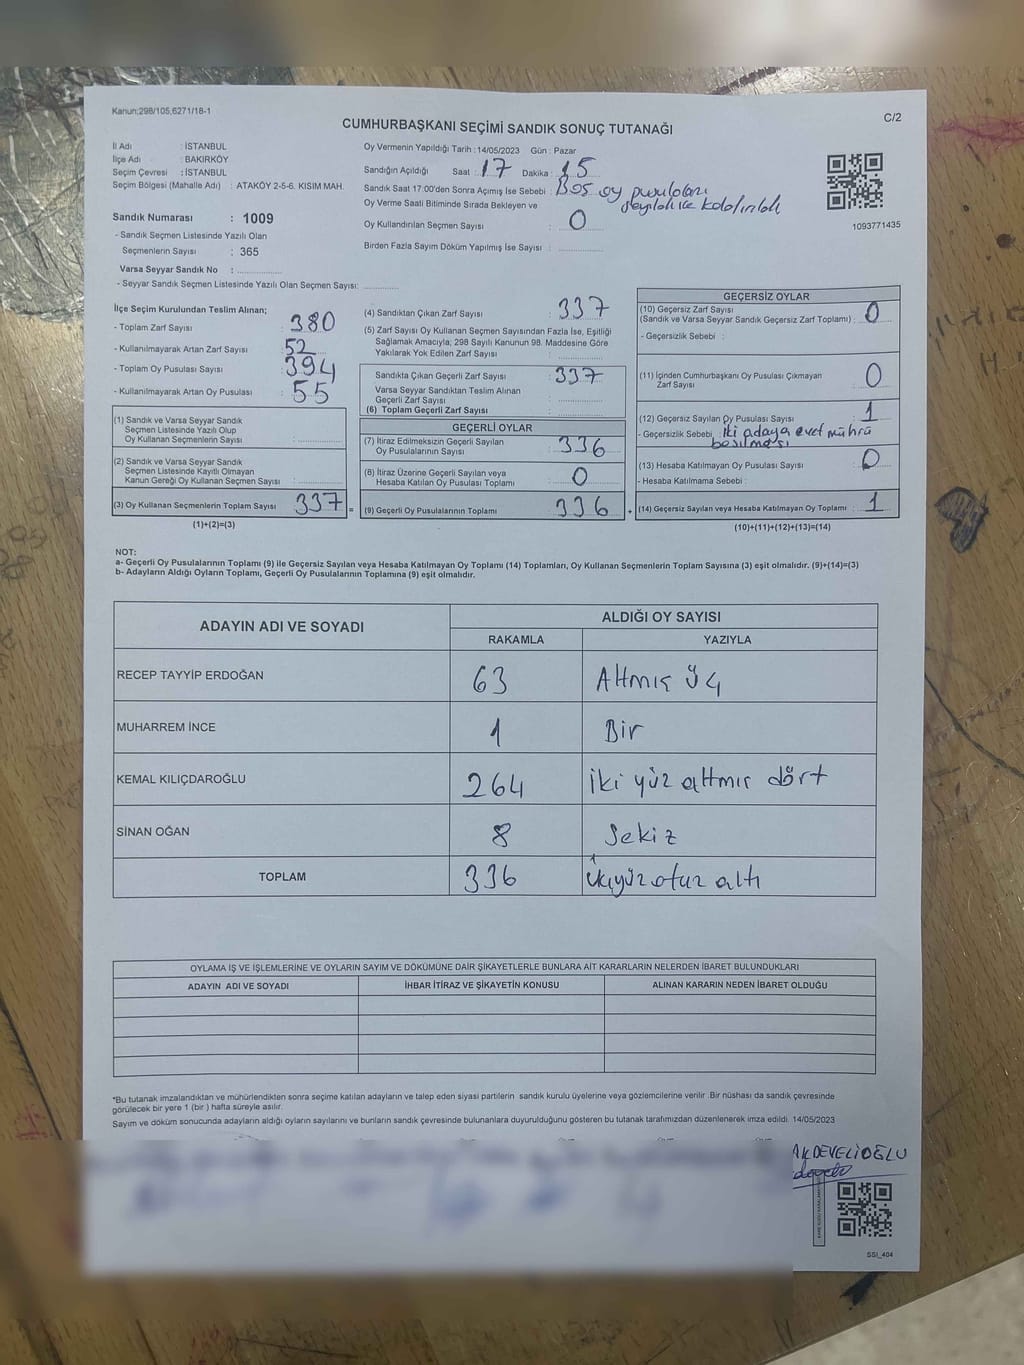 Kanun:298/105,6271/18-1
C/2
CUMHURBAŞKANI SEÇİMİ SANDIK SONUÇ TUTANAĞI
İl Adı : İSTANBUL
İlçe Adı : BAKIRKÖY
Seçim Çevresi : İSTANBUL
Seçim Bölgesi (Mahalle Adı) : ATAKÖY 2-5-6. KISIM MAH.
Sandık Numarası : 1009
- Sandık Seçmen Listesinde Yazılı Olan
Seçmenlerin Sayısı : 365
Varsa Seyyar Sandık No : ..............
- Seyyar Sandık Seçmen Listesinde Yazılı Olan Seçmen Sayısı: ............
Oy Vermenin Yapıldığı Tarih : 14/05/2023 Gün : Pazar
Sandığın Açıldığı Saat : 17 Dakika : 15
Sandık Saat 17:00'den Sonra Açımış İse Sebebi : Boş oy pusulaları
Oy Verme Saati Bitiminde Sırada Bekleyen ve
Oy Kullandırılan Seçmen Sayısı : 0
Birden Fazla Sayım Döküm Yapılmış İse Sayısı : ..............
1093771435
İlçe Seçim Kurulundan Teslim Alınan;
- Toplam Zarf Sayısı : 380
- Kullanılmayarak Artan Zarf Sayısı : 52
- Toplam Oy Pusulası Sayısı : 394
- Kullanılmayarak Artan Oy Pusulası : 55
(1) Sandık ve Varsa Seyyar Sandık
Seçmen Listesinde Yazılı Olup
Oy Kullanan Seçmenlerin Sayısı : ..............
(2) Sandık ve Varsa Seyyar Sandık
Seçmen Listesinde Kayıtlı Olmayan
Kanun Gereği Oy Kullanan Seçmen Sayısı : ..............
(3) Oy Kullanan Seçmenlerin Toplam Sayısı : 337 =
(1)+(2)=(3)
(4) Sandıktan Çıkan Zarf Sayısı : 337
(5) Zarf Sayısı Oy Kullanan Seçmen Sayısından Fazla İse, Eşitliği
Sağlamak Amacıyla; 298 Sayılı Kanunun 98. Maddesine Göre
Yakılarak Yok Edilen Zarf Sayısı : ..............
Sandıkta Çıkan Geçerli Zarf Sayısı : 337
Varsa Seyyar Sandıktan Teslim Alınan
Geçerli Zarf Sayısı : ..............
(6) Toplam Geçerli Zarf Sayısı : ..............
GEÇERLİ OYLAR
(7) İtiraz Edilmeksizin Geçerli Sayılan
Oy Pusulalarının Sayısı : 336
(8) İtiraz Üzerine Geçerli Sayılan veya
Hesaba Katılan Oy Pusulası Toplamı : 0
(9) Geçerli Oy Pusulalarının Toplamı : 336 +
GEÇERSİZ OYLAR
(10) Geçersiz Zarf Sayısı
(Sandık ve Varsa Seyyar Sandık Geçersiz Zarf Toplamı) : 0
- Geçersizlik Sebebi :
(11) İçinden Cumhurbaşkanı Oy Pusulası Çıkmayan
Zarf Sayısı : 0
(12) Geçersiz Sayılan Oy Pusulası Sayısı : 1
- Geçersizlik Sebebi : iki adaya evet mührü
basılması
(13) Hesaba Katılmayan Oy Pusulası Sayısı : 0
- Hesaba Katılmama Sebebi :
(14) Geçersiz Sayılan veya Hesaba Katılmayan Oy Toplamı : 1
(10)+(11)+(12)+(13)=(14)
NOT:
a- Geçerli Oy Pusulalarının Toplamı (9) ile Geçersiz Sayılan veya Hesaba Katılmayan Oy Toplamı (14) Toplamları, Oy Kullanan Seçmenlerin Toplam Sayısına (3) eşit olmalıdır. (9)+(14)=(3)
b- Adayların Aldığı Oyların Toplamı, Geçerli Oy Pusulalarının Toplamına (9) eşit olmalıdır.
ADAYIN ADI VE SOYADI ALDIĞI OY SAYISI
RAKAMLA YAZIYLA
RECEP TAYYİP ERDOĞAN 63 Altmış üç
MUHARREM İNCE 1 Bir
KEMAL KILIÇDAROĞLU 264 iki yüz altmış dört
SİNAN OĞAN 8 Sekiz
TOPLAM 336 üçyüz otuz altı
OYLAMA İŞ VE İŞLEMLERİNE VE OYLARIN SAYIM VE DÖKÜMÜNE DAİR ŞİKAYETLERLE BUNLARA AİT KARARLARIN NELERDEN İBARET BULUNDUKLARI
ADAYIN ADI VE SOYADI İHBAR İTİRAZ VE ŞİKAYETİN KONUSU ALINAN KARARIN NEDEN İBARET OLDUĞU
*Bu tutanak imzalandıktan ve mühürlendikten sonra seçime katılan adayların ve talep eden siyasi partilerin sandık kurulu üyelerine veya gözlemcilerine verilir .Bir nüshası da sandık çevresinde
görülecek bir yere 1 (bir ) hafta süreyle asılır.
Sayım ve döküm sonucunda adayların aldığı oyların sayılarını ve bunların sandık çevresinde bulunanlara duyurulduğunu gösteren bu tutanak tarafımızdan düzenlenerek imza edildi. 14/05/2023
AKDEVELİOĞLU
SSI_404